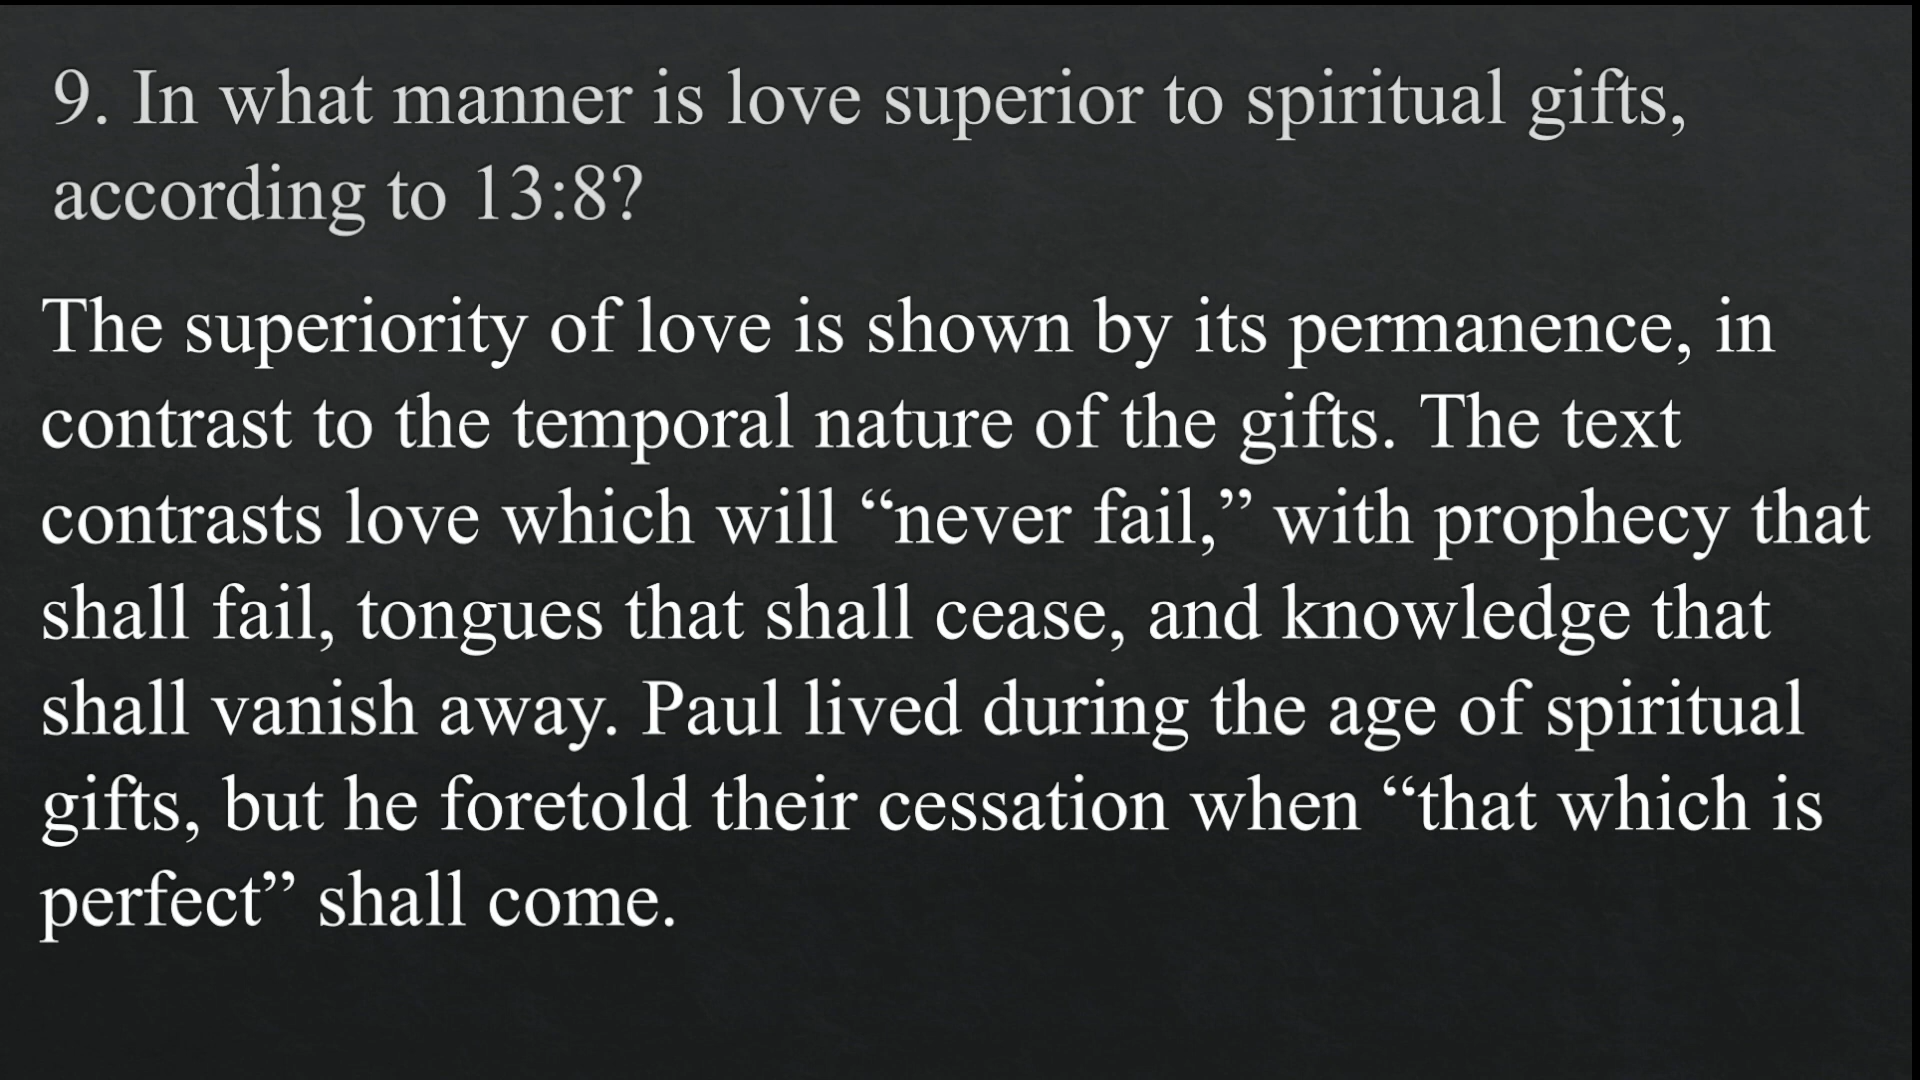 9. In what manner is love superior to spiritual gifts,
according to 13:8?
The superiority of love is shown by its permanence, in
contrast to the temporal nature of the gifts. The text
contrasts love which will “never fail,” with prophecy that
shall fail, tongues that shall cease, and knowledge that
shall vanish away. Paul lived during the age of spiritual
gifts, but he foretold their cessation when “that which is
perfect” shall come.